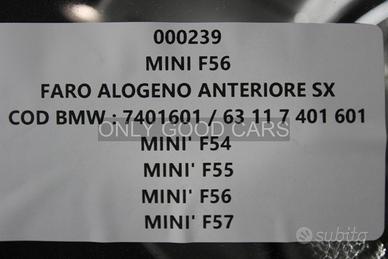 000239
MINI F56
FARO ALOGENO ANTERIORE SX
COD BMW : 7401601 / 63 11 7 401 601
ONLY GOOD CARS
MINI' F54
MINI' F55
MINI' F56
MINI' F57
subito